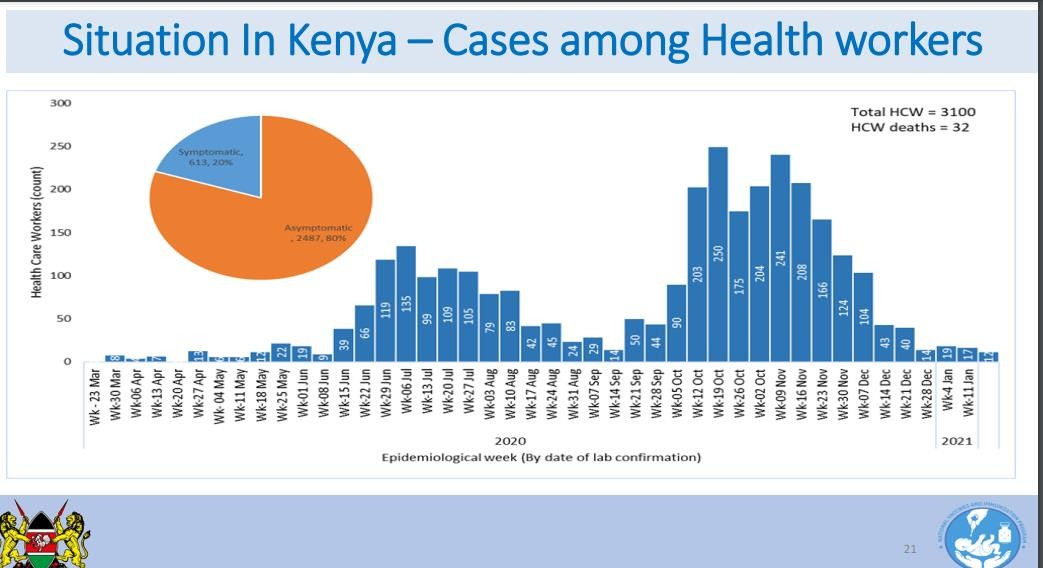 Situation In Kenya – Cases among Health workers
Total HCW = 3100
HCW deaths = 32
Symptomatic,
613, 20%
Asymptomatic
, 2487, 80%
Health Care Workers (count)
300
250
200
150
100
50
0
8
7
13
6
6
12
22
19
9
39
66
119
135
99
109
105
79
83
42
45
24
29
14
50
44
90
203
250
175
204
241
208
166
124
104
43
40
14
19
17
12
Wk - 23 Mar
Wk-30 Mar
Wk-06 Apr
Wk-13 Apr
Wk-20 Apr
Wk-27 Apr
Wk- 04 May
Wk-11 May
Wk-18 May
Wk-25 May
Wk-01 Jun
Wk-08 Jun
Wk-15 Jun
Wk-22 Jun
Wk-29 Jun
Wk-06 Jul
Wk-13 Jul
Wk-20 Jul
Wk-27 Jul
Wk-03 Aug
Wk-10 Aug
Wk-17 Aug
Wk-24 Aug
Wk-31 Aug
Wk-07 Sep
Wk-14 Sep
Wk-21 Sep
Wk-28 Sep
Wk-05 Oct
Wk-12 Oct
Wk-19 Oct
Wk-26 Oct
Wk-02 Oct
Wk-09 Nov
Wk-16 Nov
Wk-23 Nov
Wk-30 Nov
Wk-07 Dec
Wk-14 Dec
Wk-21 Dec
Wk-28 Dec
Wk-4 Jan
Wk-11 Jan
2020
2021
Epidemiological week (By date of lab confirmation)
21
NATIONAL VACCINES AND IMMUNIZATION PROGRAM